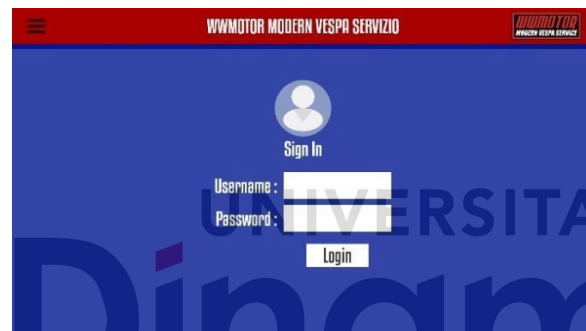 WWMOTOR MODERN VESPA SERVIZIO
WWMOTOR
MODERN VESPA SERVICE
Sign In
Username :
Password :
Login
UNIVERSITA
Dinam